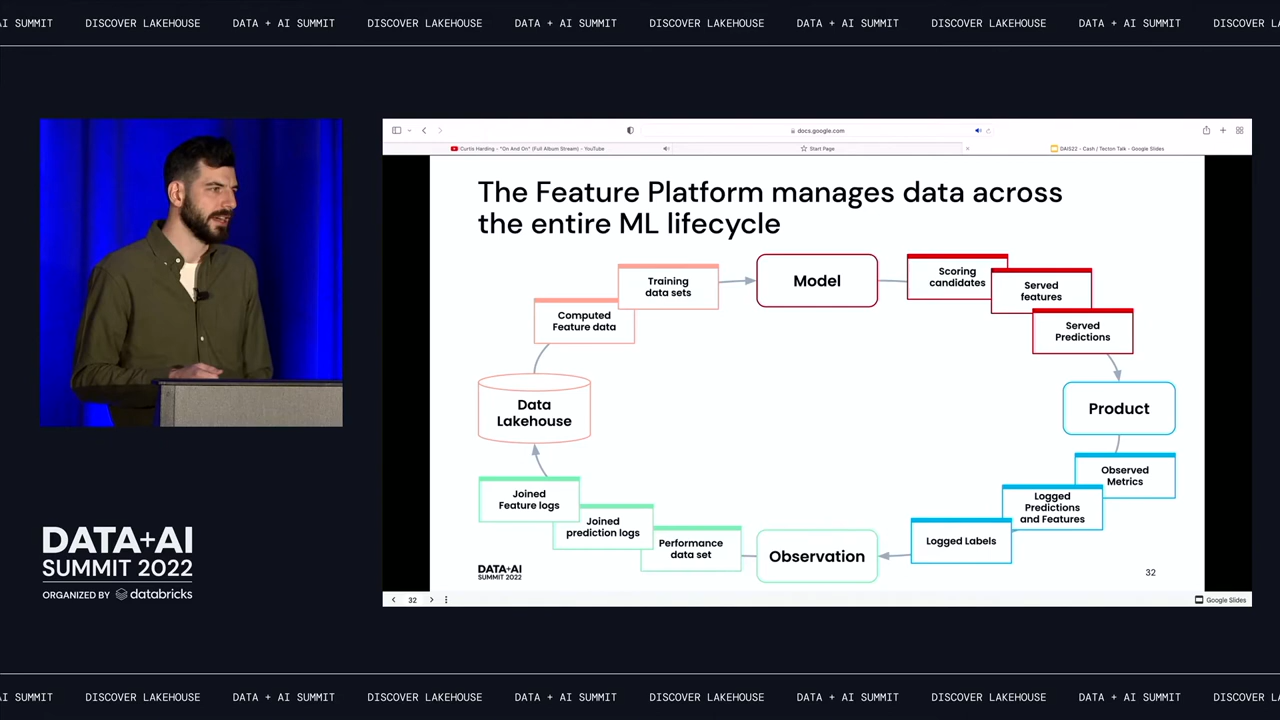 AI SUMMIT DISCOVER LAKEHOUSE DATA + AI SUMMIT DISCOVER LAKEHOUSE DATA + AI SUMMIT DISCOVER LAKEHOUSE DATA + AI SUMMIT DISCOVER LAKEHOUSE DATA + AI SUMMIT DISCOVER L
docs.google.com
Curtis Harding - "On And On" (Full Album Stream) - YouTube
Start Page
DAIS22 - Cash / Tecton Talk - Google Slides
The Feature Platform manages data across
the entire ML lifecycle
Model
Scoring
candidates
Served
features
Served
Predictions
Product
Observed
Metrics
Logged
Predictions
and Features
Logged Labels
Observation
Performance
data set
Joined
prediction logs
Joined
Feature logs
Data
Lakehouse
Computed
Feature data
Training
data sets
DATA+AI
SUMMIT 2022
32
32
Google Slides
DATA+AI
SUMMIT 2022
ORGANIZED BY databricks
AI SUMMIT DISCOVER LAKEHOUSE DATA + AI SUMMIT DISCOVER LAKEHOUSE DATA + AI SUMMIT DISCOVER LAKEHOUSE DATA + AI SUMMIT DISCOVER LAKEHOUSE DATA + AI SUMMIT DISCOVER L